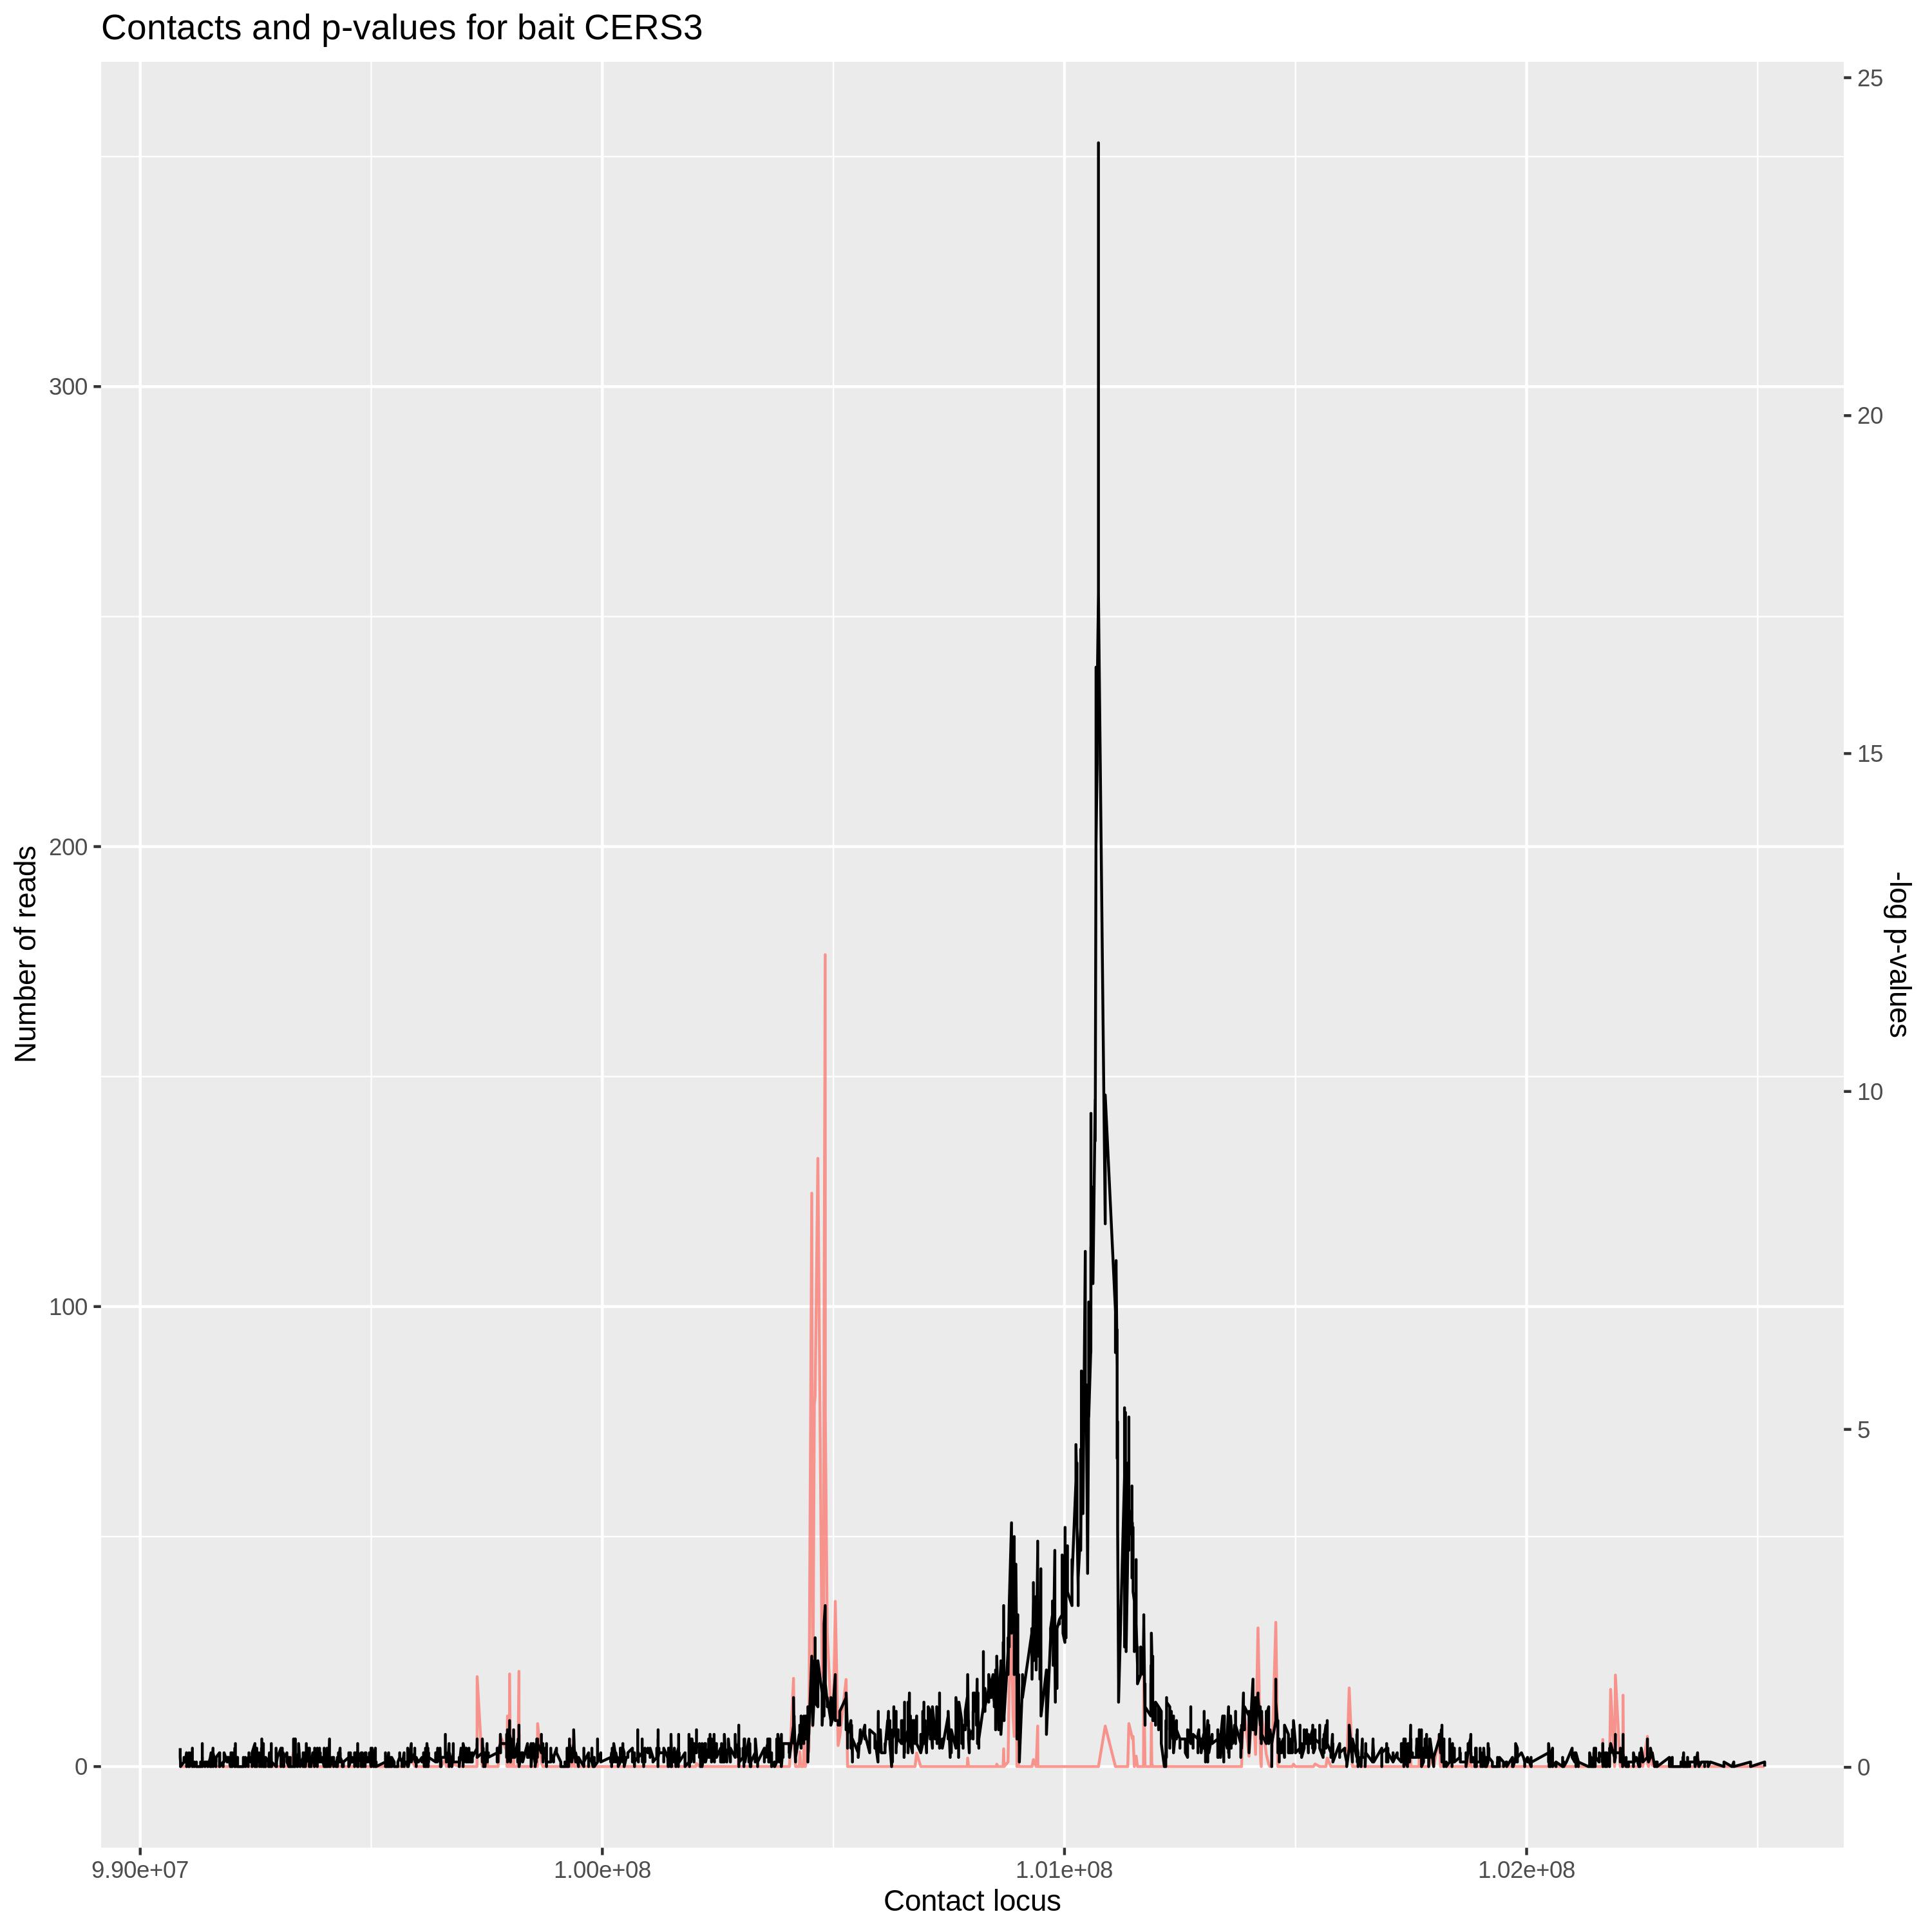 Contacts and p-values for bait CERS3
25
20
15
10
5
0
-log p-values
300
200
100
0
Number of reads
9.90e+07
1.00e+08
1.01e+08
1.02e+08
Contact locus